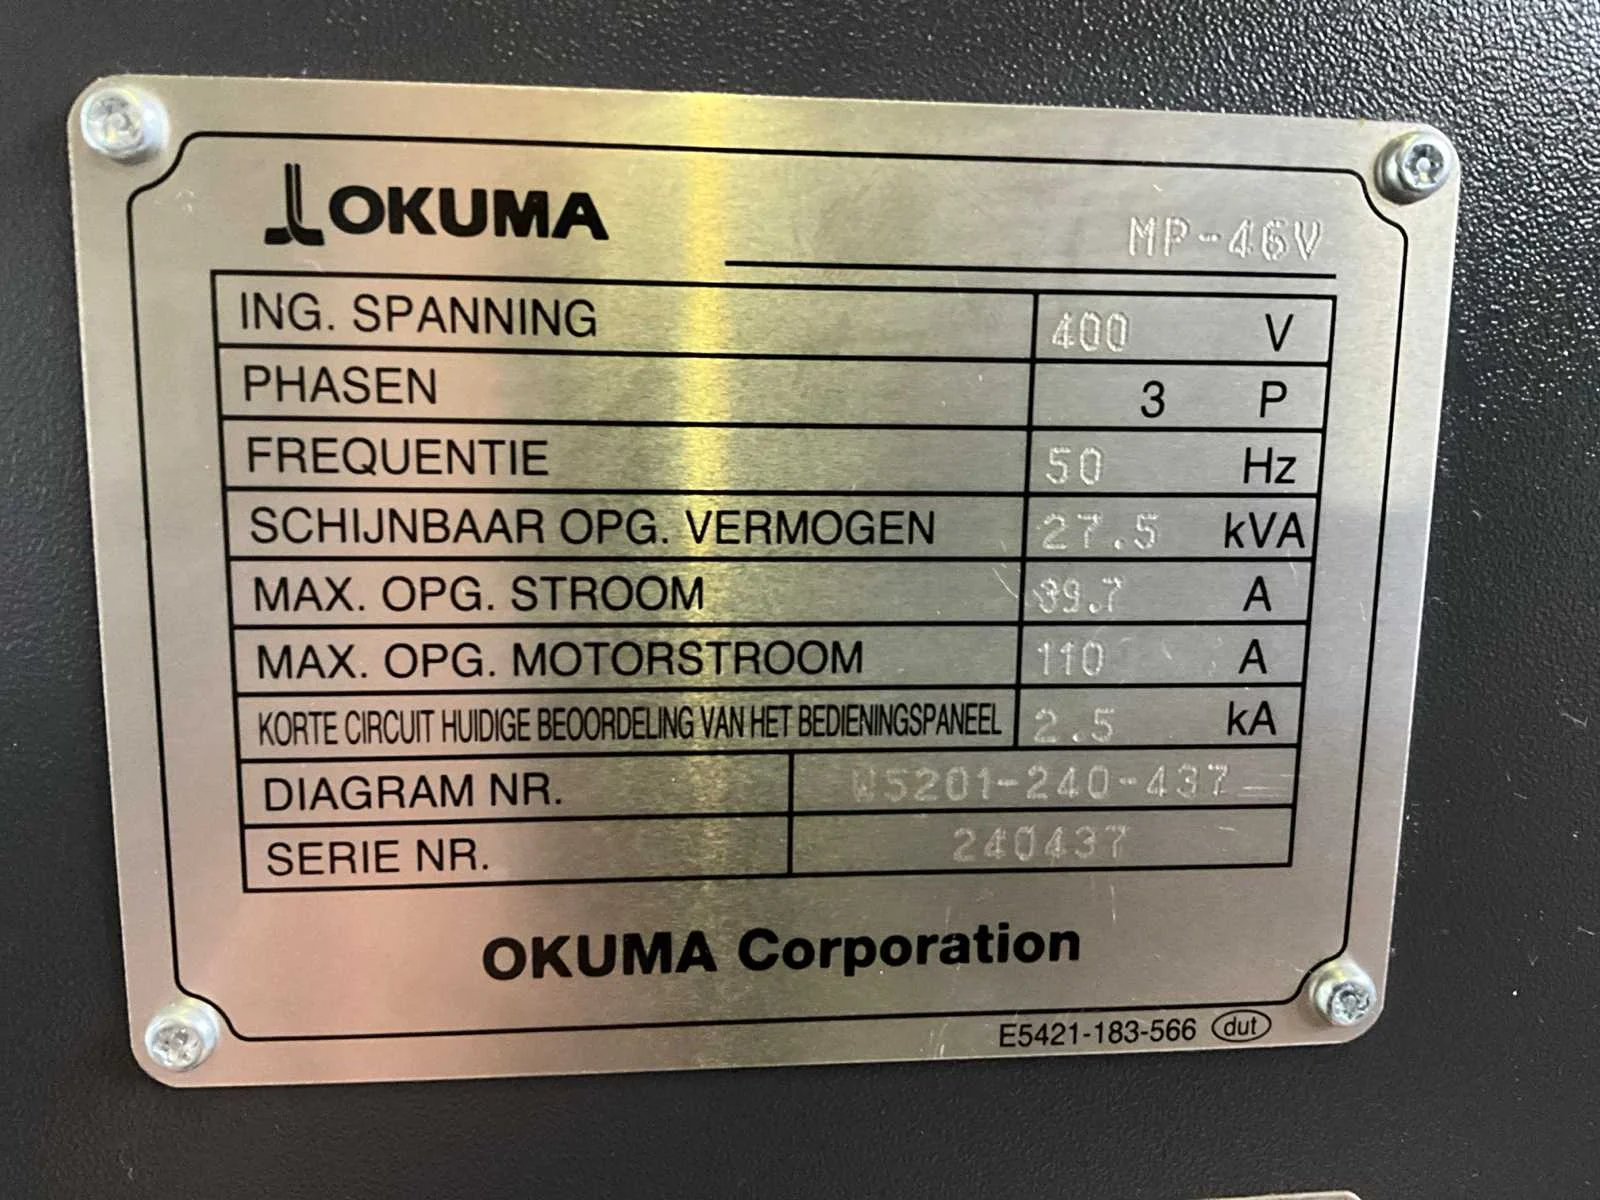 OKUMA MP-46V
ING. SPANNING 400 V
PHASEN 3 P
FREQUENTIE 50 Hz
SCHIJNBAAR OPG. VERMOGEN 27.5 kVA
MAX. OPG. STROOM 39.7 A
MAX. OPG. MOTORSTROOM 110 A
KORTE CIRCUIT HUIDIGE BEOORDELING VAN HET BEDIENINGSPANEEL 2.5 kA
DIAGRAM NR. W5201-240-437
SERIE NR. 240437
OKUMA Corporation
E5421-183-566 dut